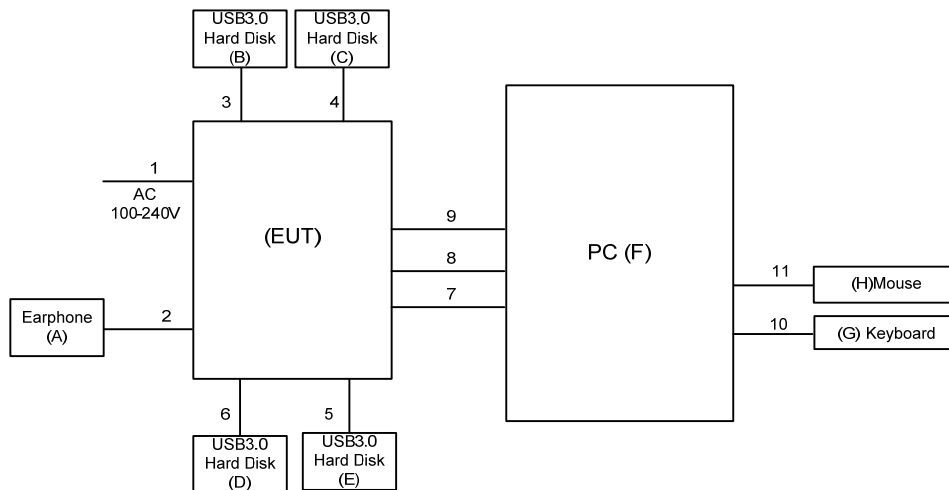 USB3.0
Hard Disk
(B)
USB3.0
Hard Disk
(C)
3
4
1
AC
100-240V
(EUT)
9
8
7
PC (F)
11
(H)Mouse
10
(G) Keyboard
Earphone
(A)
2
6
5
USB3.0
Hard Disk
(D)
USB3.0
Hard Disk
(E)